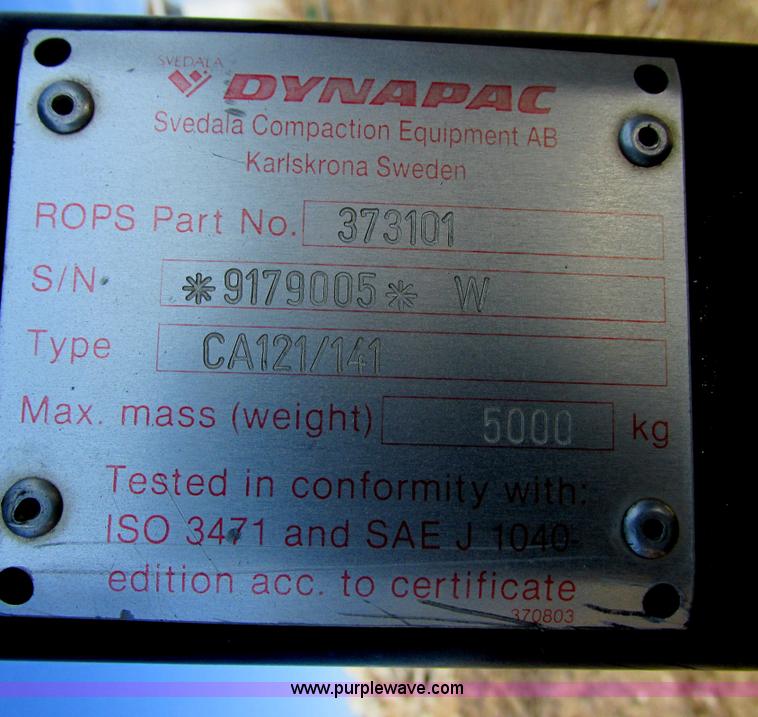 SVEDALA
DYNAPAC
Svedala Compaction Equipment AB
Karlskrona Sweden
ROPS Part No. 373101
S/N *9179005* W
Type CA121/141
Max. mass (weight) 5000 kg
Tested in conformity with:
ISO 3471 and SAE J 1040-
edition acc. to certificate
370803
www.purplewave.com